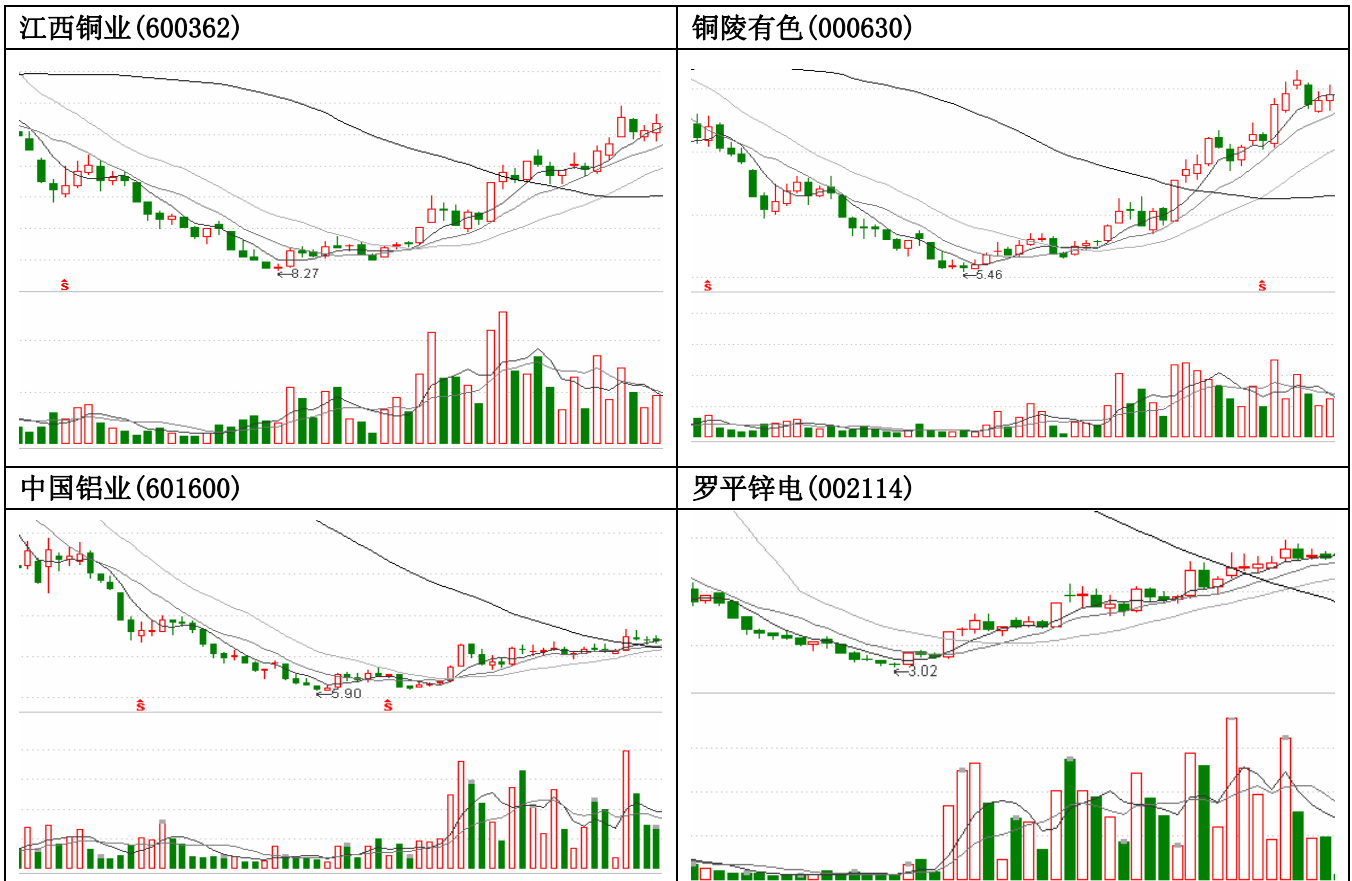 江西铜业(600362)
铜陵有色(000630)
←8.27
←5.46
ŝ
ŝ
ŝ
中国铝业(601600)
罗平锌电(002114)
←5.90
←3.02
ŝ
ŝ